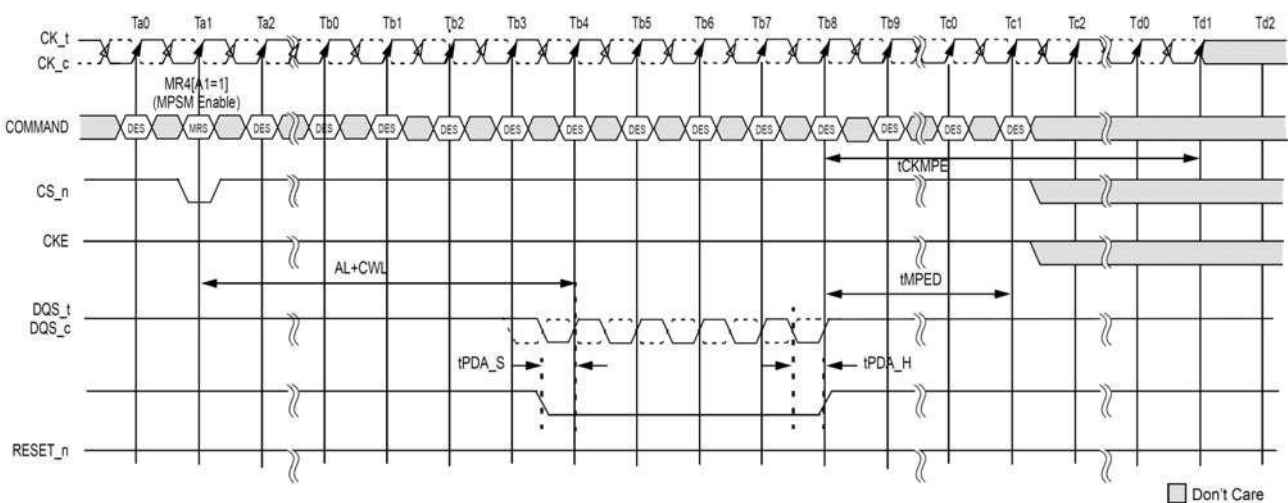 Ta0 Ta1 Ta2 Tb0 Tb1 Tb2 Tb3 Tb4 Tb5 Tb6 Tb7 Tb8 Tb9 Tc0 Tc1 Tc2 Td0 Td1 Td2
CK_t
CK_c
MR4[A1=1]
(MPSM Enable)
COMMAND DES MRS DES DES DES DES DES DES DES DES DES DES DES DES DES
tCKMPE
CS_n
CKE
AL+CWL
tMPED
DQS_t
DQS_c
tPDA_S tPDA_H
RESET_n
Don't Care